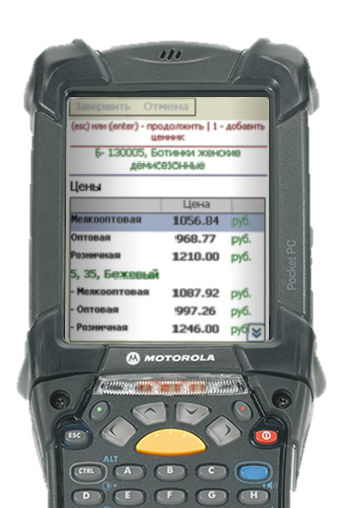 Завершить Отмена
(esc) или (enter) - продолжить | 1 - добавить
ценник
§- 130005, Ботинки женские
демисезонные
Цены
Цена
Мелкооптовая 1056.84 руб.
Оптовая 968.77 руб.
Розничная 1210.00 руб.
5, 35, Бежевый
- Мелкооптовая 1087.92 руб.
- Оптовая 997.26 руб.
- Розничная 1246.00 руб
Pocket PC
MOTOROLA
ESC
ALT
CTRL A B C
D E F G H